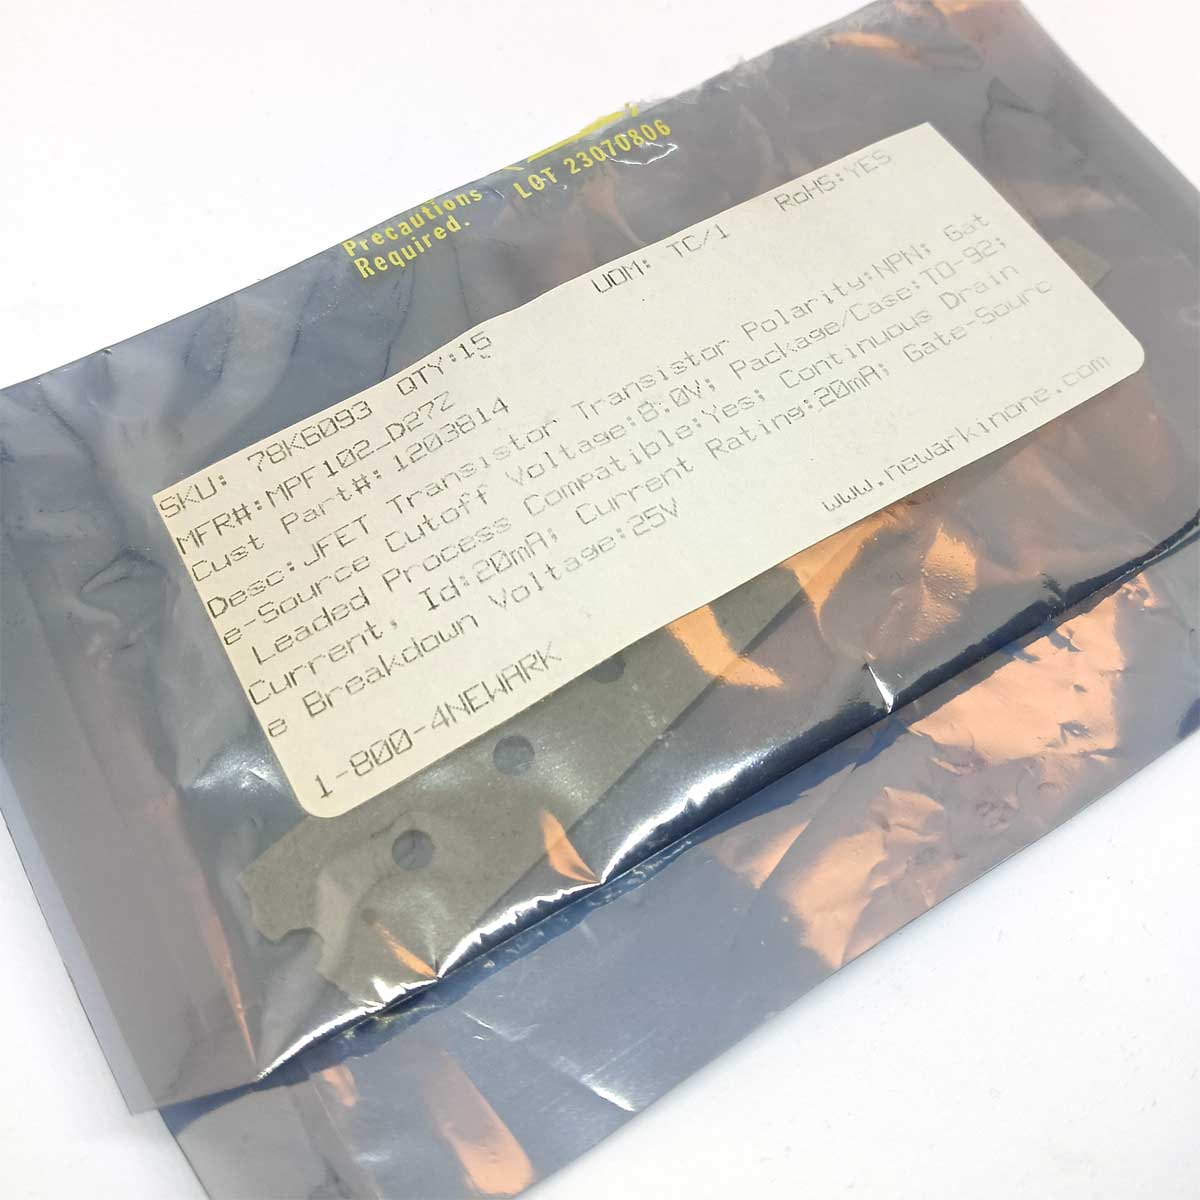 Precautions
Required.
LOT 23070806
SKU: 78K6093 QTY:15 UOM: TC/1 RoHS:YES
MFR#:MPF102_D27Z
Cust Part#:1203814
Desc:JFET Transistor Transistor Polarity:NPN; Gat
e-Source Cutoff Voltage:8.0V; Package/Case:TO-92;
Leaded Process Compatible:Yes; Continuous Drain
Current, Id:20mA; Current Rating:20mA; Gate-Sourc
e Breakdown Voltage:25V
1-800-4NEWARK www.newarkinone.com